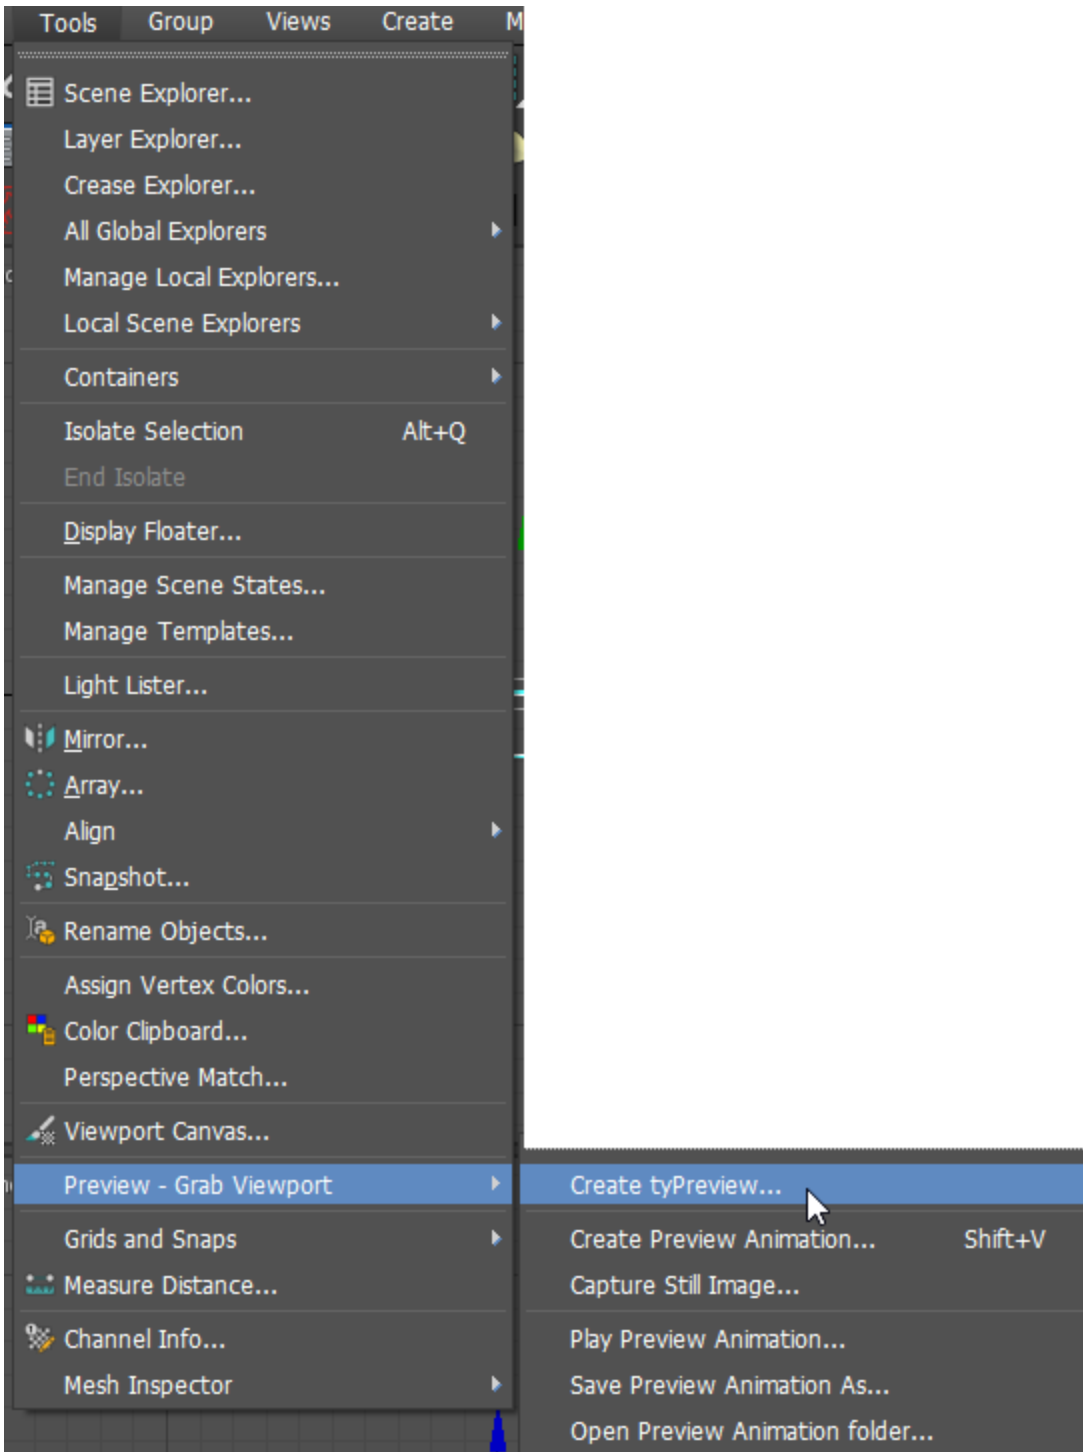 Tools Group Views Create M
Scene Explorer...
Layer Explorer...
Crease Explorer...
All Global Explorers
Manage Local Explorers...
Local Scene Explorers
Containers
Isolate Selection Alt+Q
End Isolate
Display Floater...
Manage Scene States...
Manage Templates...
Light Lister...
Mirror...
Array...
Align
Snapshot...
Rename Objects...
Assign Vertex Colors...
Color Clipboard...
Perspective Match...
Viewport Canvas...
Preview - Grab Viewport
Grids and Snaps
Measure Distance...
Channel Info...
Mesh Inspector
Create tyPreview...
Create Preview Animation... Shift+V
Capture Still Image...
Play Preview Animation...
Save Preview Animation As...
Open Preview Animation folder...